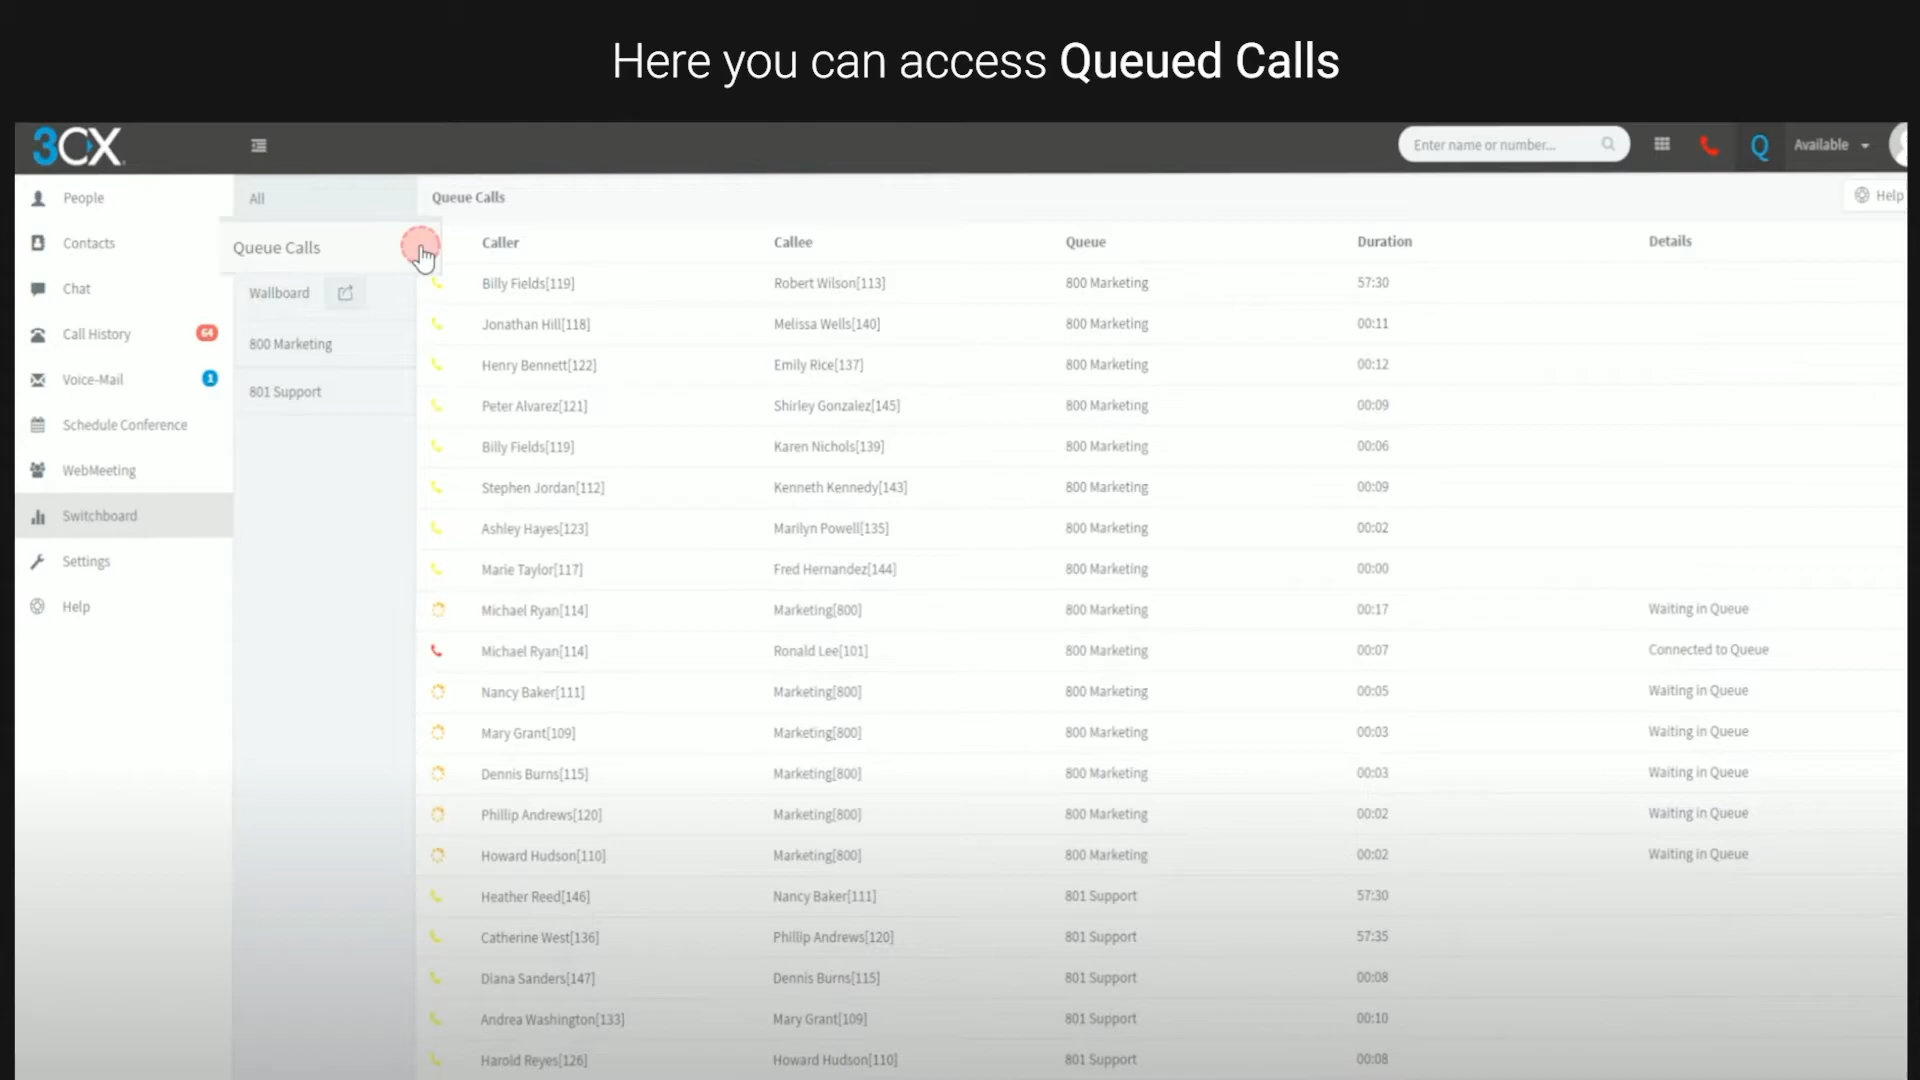 Here you can access Queued Calls
3CX
Enter name or number...
Q
Available
People
All
Queue Calls
Help
Contacts
Queue Calls
Caller Callee Queue Duration Details
Chat
Wallboard
Call History 64
800 Marketing
Voice-Mail 1
801 Support
Schedule Conference
WebMeeting
Switchboard
Settings
Help
Billy Fields[119] Robert Wilson[113] 800 Marketing 57:30
Jonathan Hill[118] Melissa Wells[140] 800 Marketing 00:11
Henry Bennett[122] Emily Rice[137] 800 Marketing 00:12
Peter Alvarez[121] Shirley Gonzalez[145] 800 Marketing 00:09
Billy Fields[119] Karen Nichols[139] 800 Marketing 00:06
Stephen Jordan[112] Kenneth Kennedy[143] 800 Marketing 00:09
Ashley Hayes[123] Marilyn Powell[135] 800 Marketing 00:02
Marie Taylor[117] Fred Hernandez[144] 800 Marketing 00:00
Michael Ryan[114] Marketing[800] 800 Marketing 00:17 Waiting in Queue
Michael Ryan[114] Ronald Lee[101] 800 Marketing 00:07 Connected to Queue
Nancy Baker[111] Marketing[800] 800 Marketing 00:05 Waiting in Queue
Mary Grant[109] Marketing[800] 800 Marketing 00:03 Waiting in Queue
Dennis Burns[115] Marketing[800] 800 Marketing 00:03 Waiting in Queue
Phillip Andrews[120] Marketing[800] 800 Marketing 00:02 Waiting in Queue
Howard Hudson[110] Marketing[800] 800 Marketing 00:02 Waiting in Queue
Heather Reed[146] Nancy Baker[111] 801 Support 57:30
Catherine West[136] Phillip Andrews[120] 801 Support 57:35
Diana Sanders[147] Dennis Burns[115] 801 Support 00:08
Andrea Washington[133] Mary Grant[109] 801 Support 00:10
Harold Reyes[126] Howard Hudson[110] 801 Support 00:08